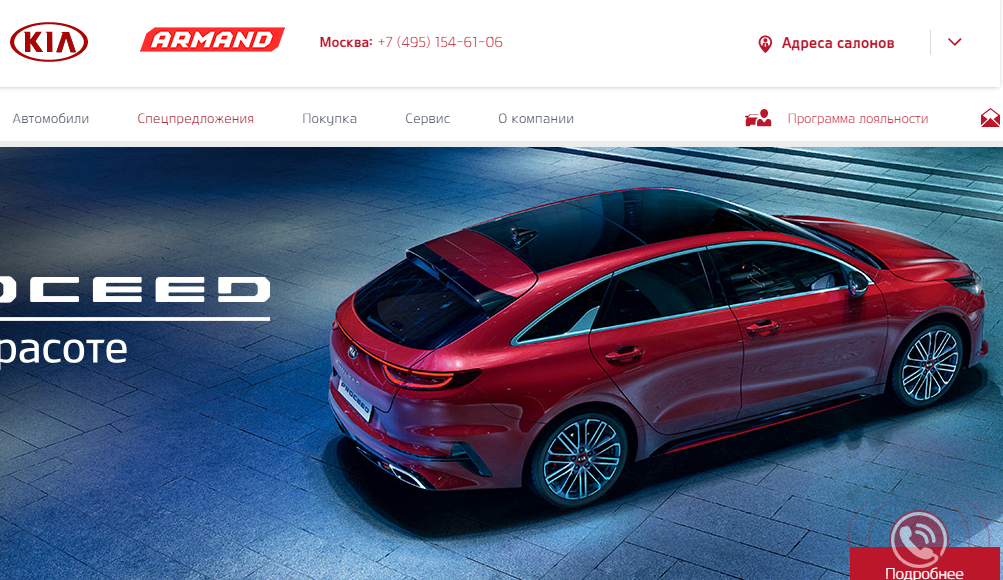 KIA
ARMAND
Москва: +7 (495) 154-61-06
Адреса салонов
Автомобили
Спецпредложения
Покупка
Сервис
О компании
Программа лояльности
OCEED
расоте
PROCEED
Подробнее